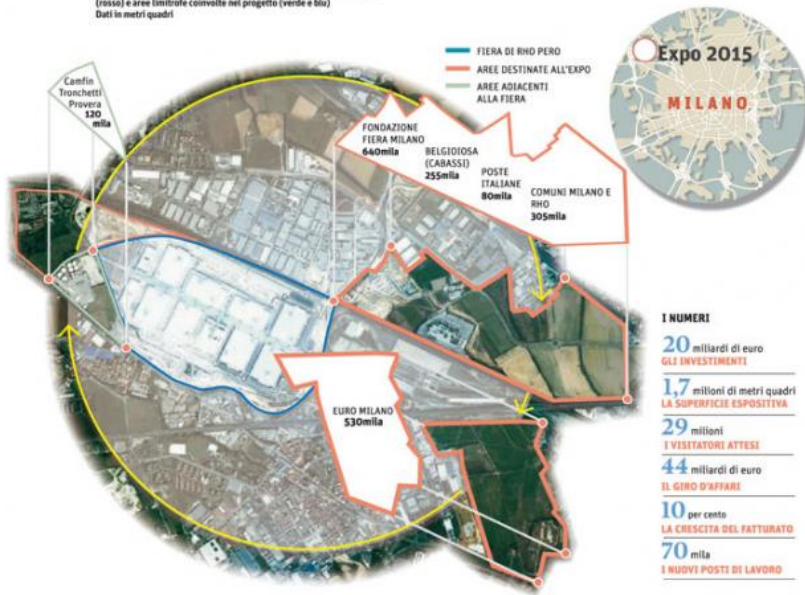 (rosso) e aree limitrofe coinvolte nel progetto (verde e blu)
Dati in metri quadri
FIERA DI RHO PERO
AREE DESTINATE ALL'EXPO
AREE ADIACENTI
ALLA FIERA
Expo 2015
MILANO
Camfin
Tronchetti
Provera
120
mila
FONDAZIONE
FIERA MILANO
640mila
BELGIOIOSA
(CABASSI)
255mila
POSTE
ITALIANE
80mila
COMUNI MILANO E
RHO
305mila
EURO MILANO
530mila
I NUMERI
20 miliardi di euro
GLI INVESTIMENTI
1,7 milioni di metri quadri
LA SUPERFICIE ESPOSITIVA
29 milioni
I VISITATORI ATTESI
44 miliardi di euro
IL GIRO D'AFFARI
10 per cento
LA CRESCITA DEL FATTURATO
70 mila
I NUOVI POSTI DI LAVORO